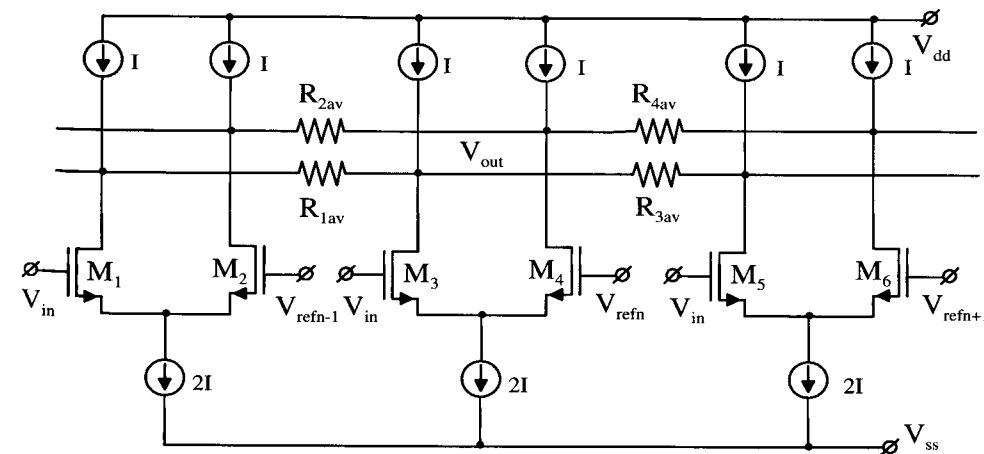 V_dd
I I I I I I
R_2av R_4av
V_out
R_1av R_3av
M_1 M_2 M_3 M_4 M_5 M_6
V_in V_refn-1 V_in V_refn V_in V_refn+
2I 2I 2I
V_ss